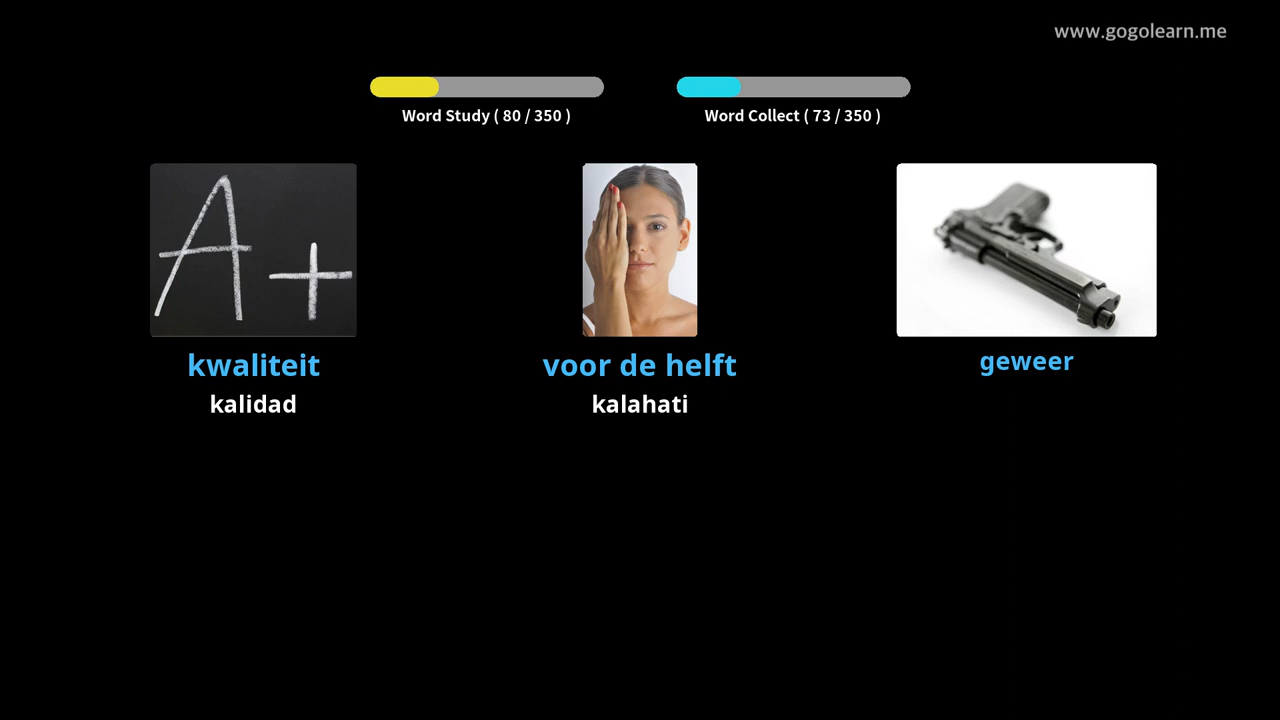 www.gogolearn.me
Word Study ( 80 / 350 )
Word Collect ( 73 / 350 )
A+
kwaliteit
kalidad
voor de helft
kalahati
geweer